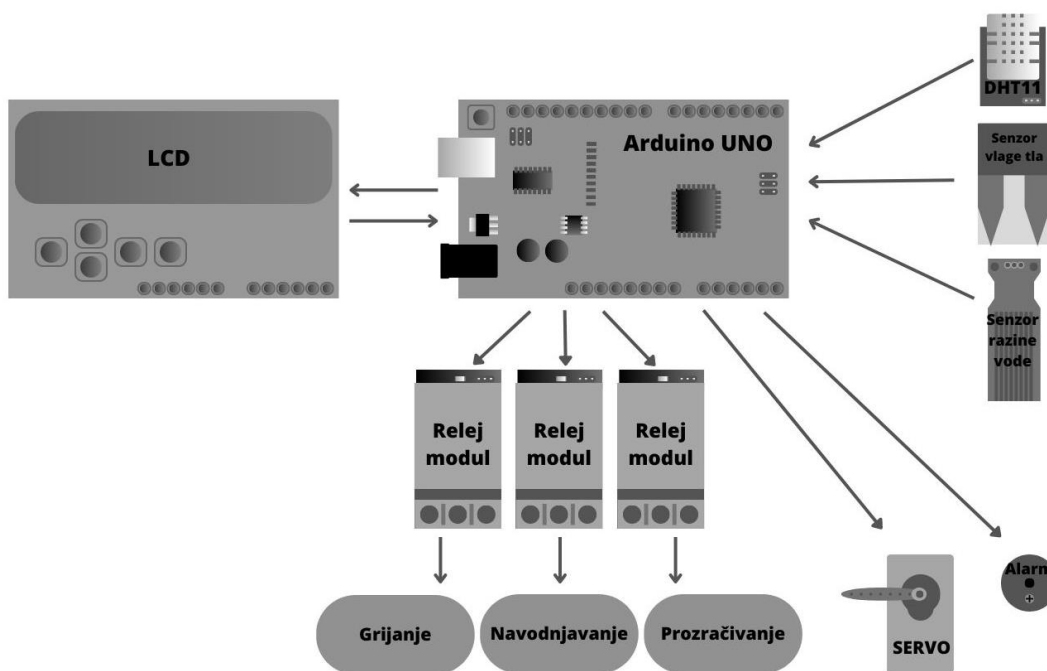 DHT11
LCD
Arduino UNO
Senzor
vlage tla
Senzor
razine
vode
Relej
modul
Relej
modul
Relej
modul
Alarm
Grijanje
Navodnjavanje
Prozračivanje
SERVO